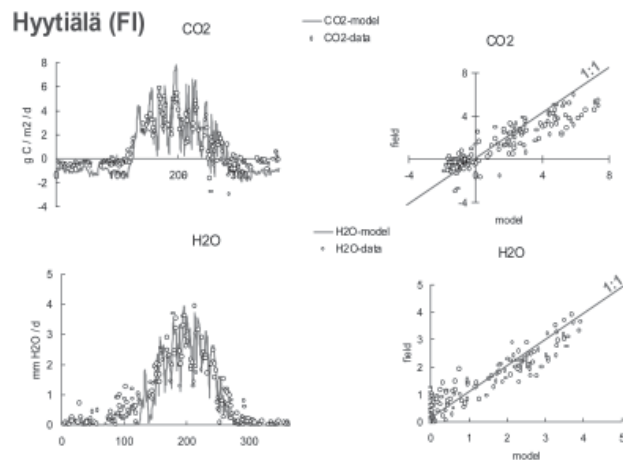 Hyytiälä (FI)
CO2
CO2-model
CO2-data
g C / m2 / d
8
6
4
2
0
-2
-4
100
200
300
CO2
1:1
field
8
4
0
-4
-4
0
4
8
model
H2O
H2O-model
H2O-data
mm H2O / d
5
4
3
2
1
0
0
100
200
300
H2O
1:1
field
5
4
3
2
1
0
0
1
2
3
4
5
model